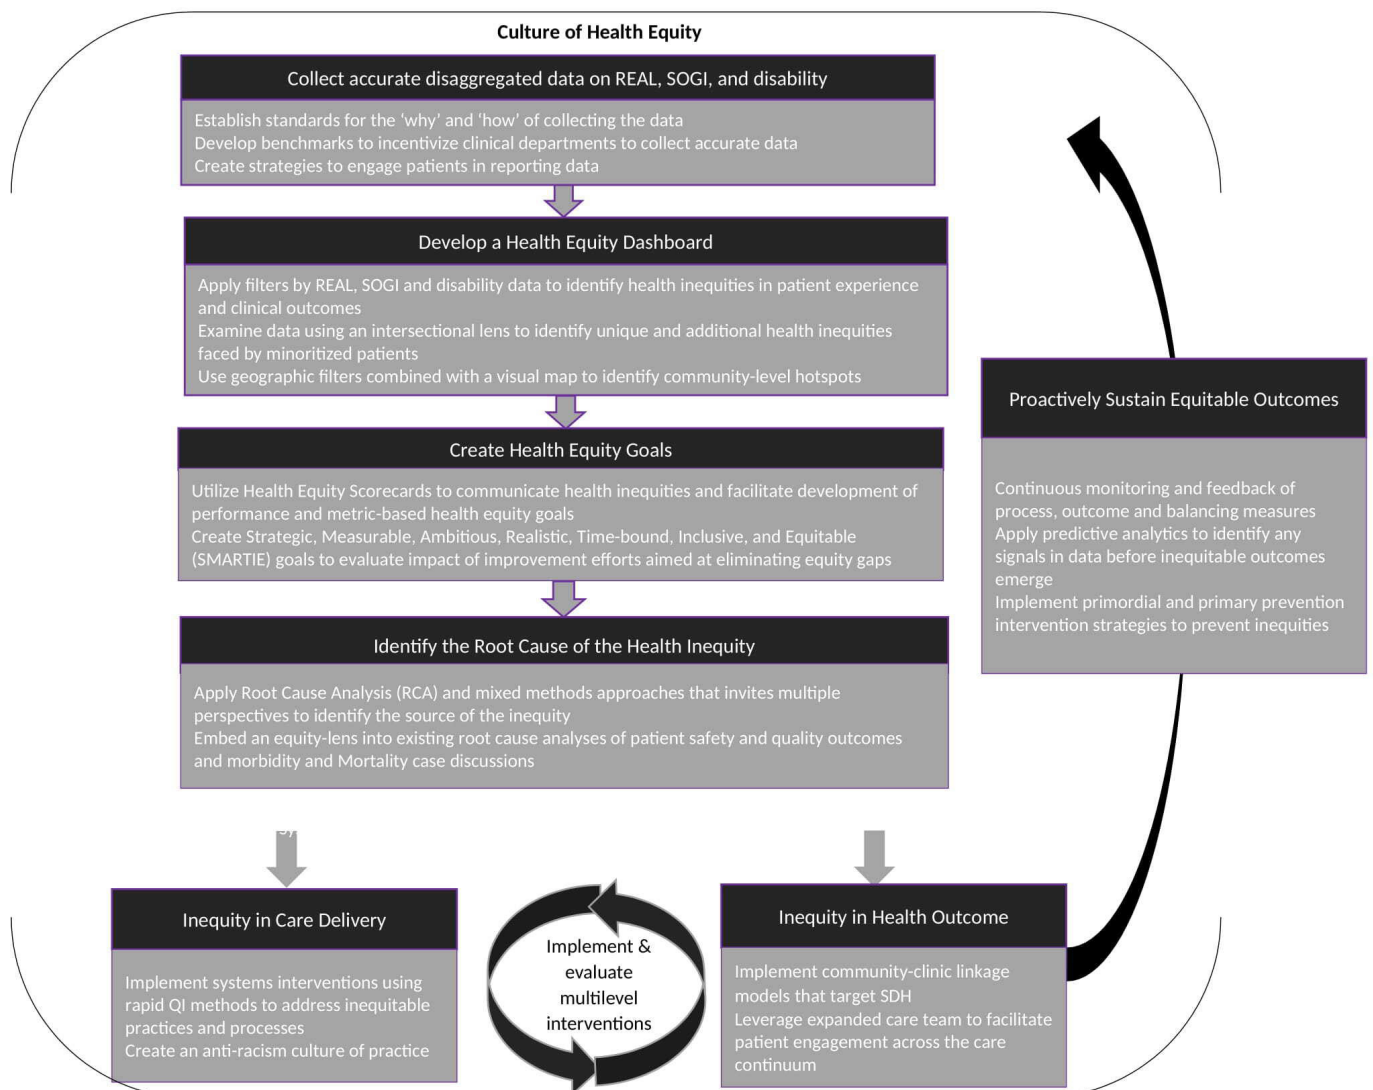 Culture of Health Equity
Collect accurate disaggregated data on REAL, SOGI, and disability
Establish standards for the ‘why’ and ‘how’ of collecting the data
Develop benchmarks to incentivize clinical departments to collect accurate data
Create strategies to engage patients in reporting data
Develop a Health Equity Dashboard
Apply filters by REAL, SOGI and disability data to identify health inequities in patient experience
and clinical outcomes
Examine data using an intersectional lens to identify unique and additional health inequities
faced by minoritized patients
Use geographic filters combined with a visual map to identify community-level hotspots
Create Health Equity Goals
Utilize Health Equity Scorecards to communicate health inequities and facilitate development of
performance and metric-based health equity goals
Create Strategic, Measurable, Ambitious, Realistic, Time-bound, Inclusive, and Equitable
(SMARTIE) goals to evaluate impact of improvement efforts aimed at eliminating equity gaps
Identify the Root Cause of the Health Inequity
Apply Root Cause Analysis (RCA) and mixed methods approaches that invites multiple
perspectives to identify the source of the inequity
Embed an equity-lens into existing root cause analyses of patient safety and quality outcomes
and morbidity and Mortality case discussions
Inequity in Care Delivery
Implement systems interventions using
rapid QI methods to address inequitable
practices and processes
Create an anti-racism culture of practice
Implement &
evaluate
multilevel
interventions
Inequity in Health Outcome
Implement community-clinic linkage
models that target SDH
Leverage expanded care team to facilitate
patient engagement across the care
continuum
Proactively Sustain Equitable Outcomes
Continuous monitoring and feedback of
process, outcome and balancing measures
Apply predictive analytics to identify any
signals in data before inequitable outcomes
emerge
Implement primordial and primary prevention
intervention strategies to prevent inequities